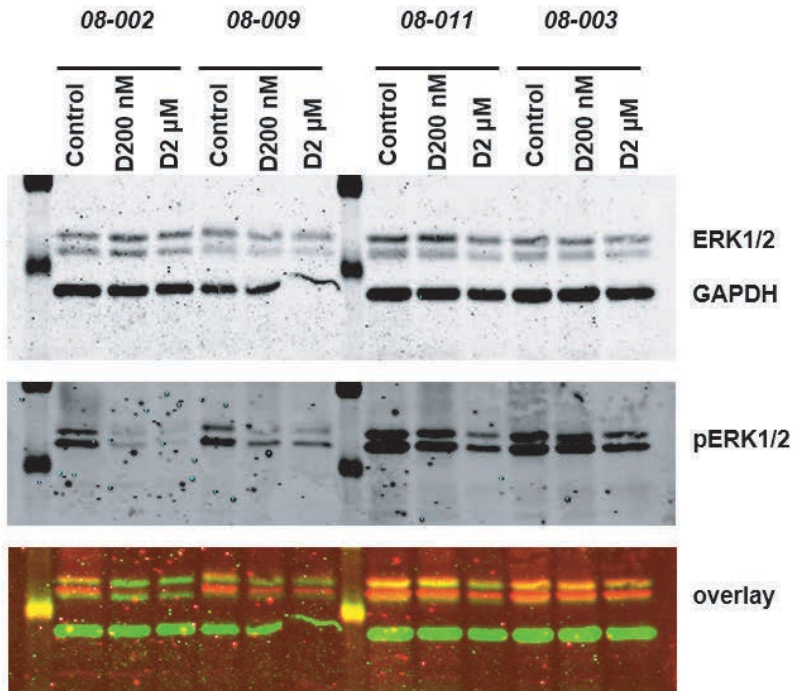 08-002 08-009 08-011 08-003
Control D200 nM D2 µM Control D200 nM D2 µM Control D200 nM D2 µM Control D200 nM D2 µM
ERK1/2
GAPDH
pERK1/2
overlay